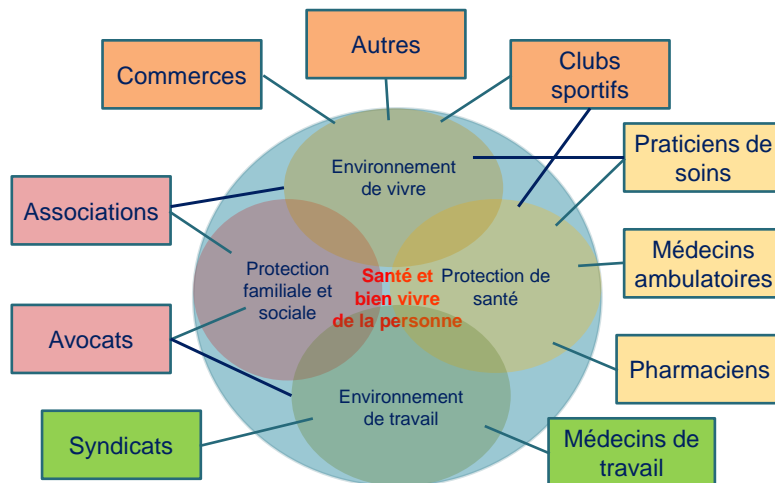 Autres
Commerces
Clubs
sportifs
Praticiens de
soins
Environnement
de vivre
Associations
Médecins
ambulatoires
Protection
familiale et
sociale
Santé et
bien vivre
de la personne
Protection de
santé
Avocats
Pharmaciens
Environnement
de travail
Syndicats
Médecins de
travail